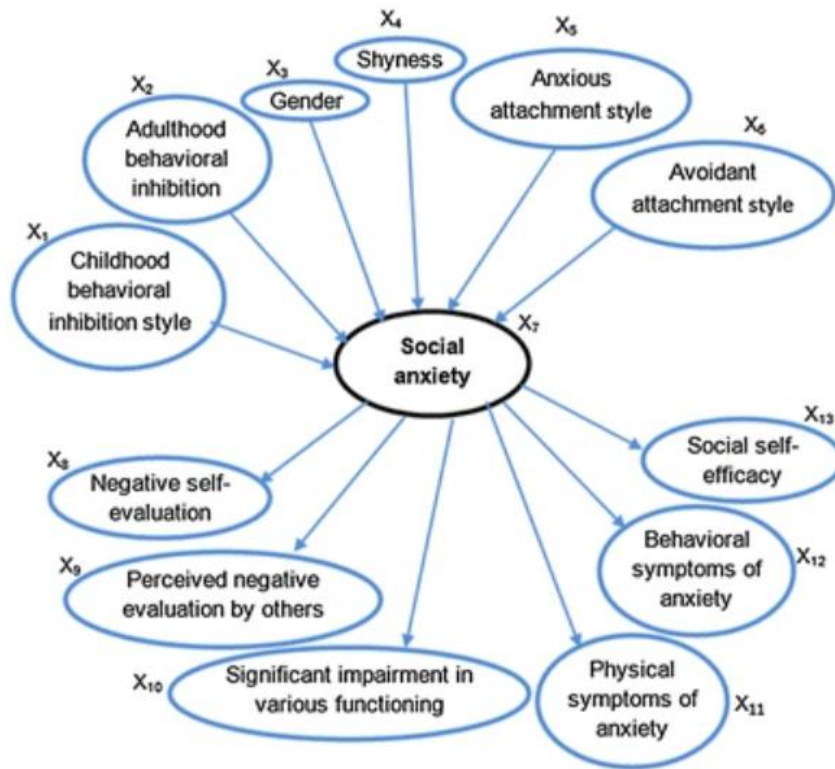 X₄
Shyness
X₅
Anxious
attachment style
X₃
Gender
X₂
Adulthood
behavioral
inhibition
X₆
Avoidant
attachment style
X₁
Childhood
behavioral
inhibition style
X₇
Social
anxiety
X₁₃
Social self-
efficacy
X₈
Negative self-
evaluation
X₁₂
Behavioral
symptoms of
anxiety
X₉
Perceived negative
evaluation by others
X₁₀
Significant impairment in
various functioning
X₁₁
Physical
symptoms of
anxiety